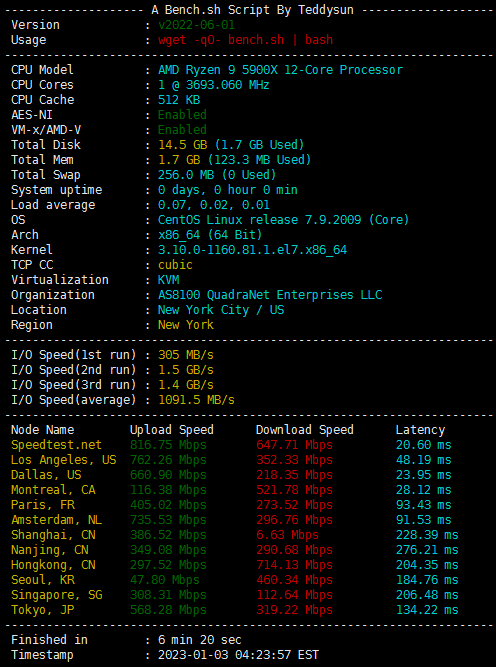 -------------------- A Bench.sh Script By Teddysun -------------------
 Version            : v2022-06-01
 Usage              : wget -qO- bench.sh | bash
----------------------------------------------------------------------
 CPU Model          : AMD Ryzen 9 5900X 12-Core Processor
 CPU Cores          : 1 @ 3693.060 MHz
 CPU Cache          : 512 KB
 AES-NI             : Enabled
 VM-x/AMD-V         : Enabled
 Total Disk         : 14.5 GB (1.7 GB Used)
 Total Mem          : 1.7 GB (123.3 MB Used)
 Total Swap         : 256.0 MB (0 Used)
 System uptime      : 0 days, 0 hour 0 min
 Load average       : 0.07, 0.02, 0.01
 OS                 : CentOS Linux release 7.9.2009 (Core)
 Arch               : x86_64 (64 Bit)
 Kernel             : 3.10.0-1160.81.1.el7.x86_64
 TCP CC             : cubic
 Virtualization     : KVM
 Organization       : AS8100 QuadraNet Enterprises LLC
 Location           : New York City / US
 Region             : New York
----------------------------------------------------------------------
 I/O Speed(1st run) : 305 MB/s
 I/O Speed(2nd run) : 1.5 GB/s
 I/O Speed(3rd run) : 1.4 GB/s
 I/O Speed(average) : 1091.5 MB/s
----------------------------------------------------------------------
 Node Name        Upload Speed      Download Speed      Latency
 Speedtest.net    816.75 Mbps       647.71 Mbps         20.60 ms
 Los Angeles, US  762.26 Mbps       352.33 Mbps         48.19 ms
 Dallas, US       660.90 Mbps       218.35 Mbps         23.95 ms
 Montreal, CA     116.38 Mbps       521.78 Mbps         28.12 ms
 Paris, FR        405.02 Mbps       273.52 Mbps         93.43 ms
 Amsterdam, NL    735.53 Mbps       296.76 Mbps         91.53 ms
 Shanghai, CN     386.52 Mbps       6.63 Mbps           228.39 ms
 Nanjing, CN      349.08 Mbps       290.68 Mbps         276.21 ms
 Hongkong, CN     297.52 Mbps       714.13 Mbps         204.35 ms
 Seoul, KR        47.80 Mbps        460.34 Mbps         184.76 ms
 Singapore, SG    308.31 Mbps       112.64 Mbps         206.48 ms
 Tokyo, JP        568.28 Mbps       319.22 Mbps         134.22 ms
----------------------------------------------------------------------
 Finished in        : 6 min 20 sec
 Timestamp          : 2023-01-03 04:23:57 EST